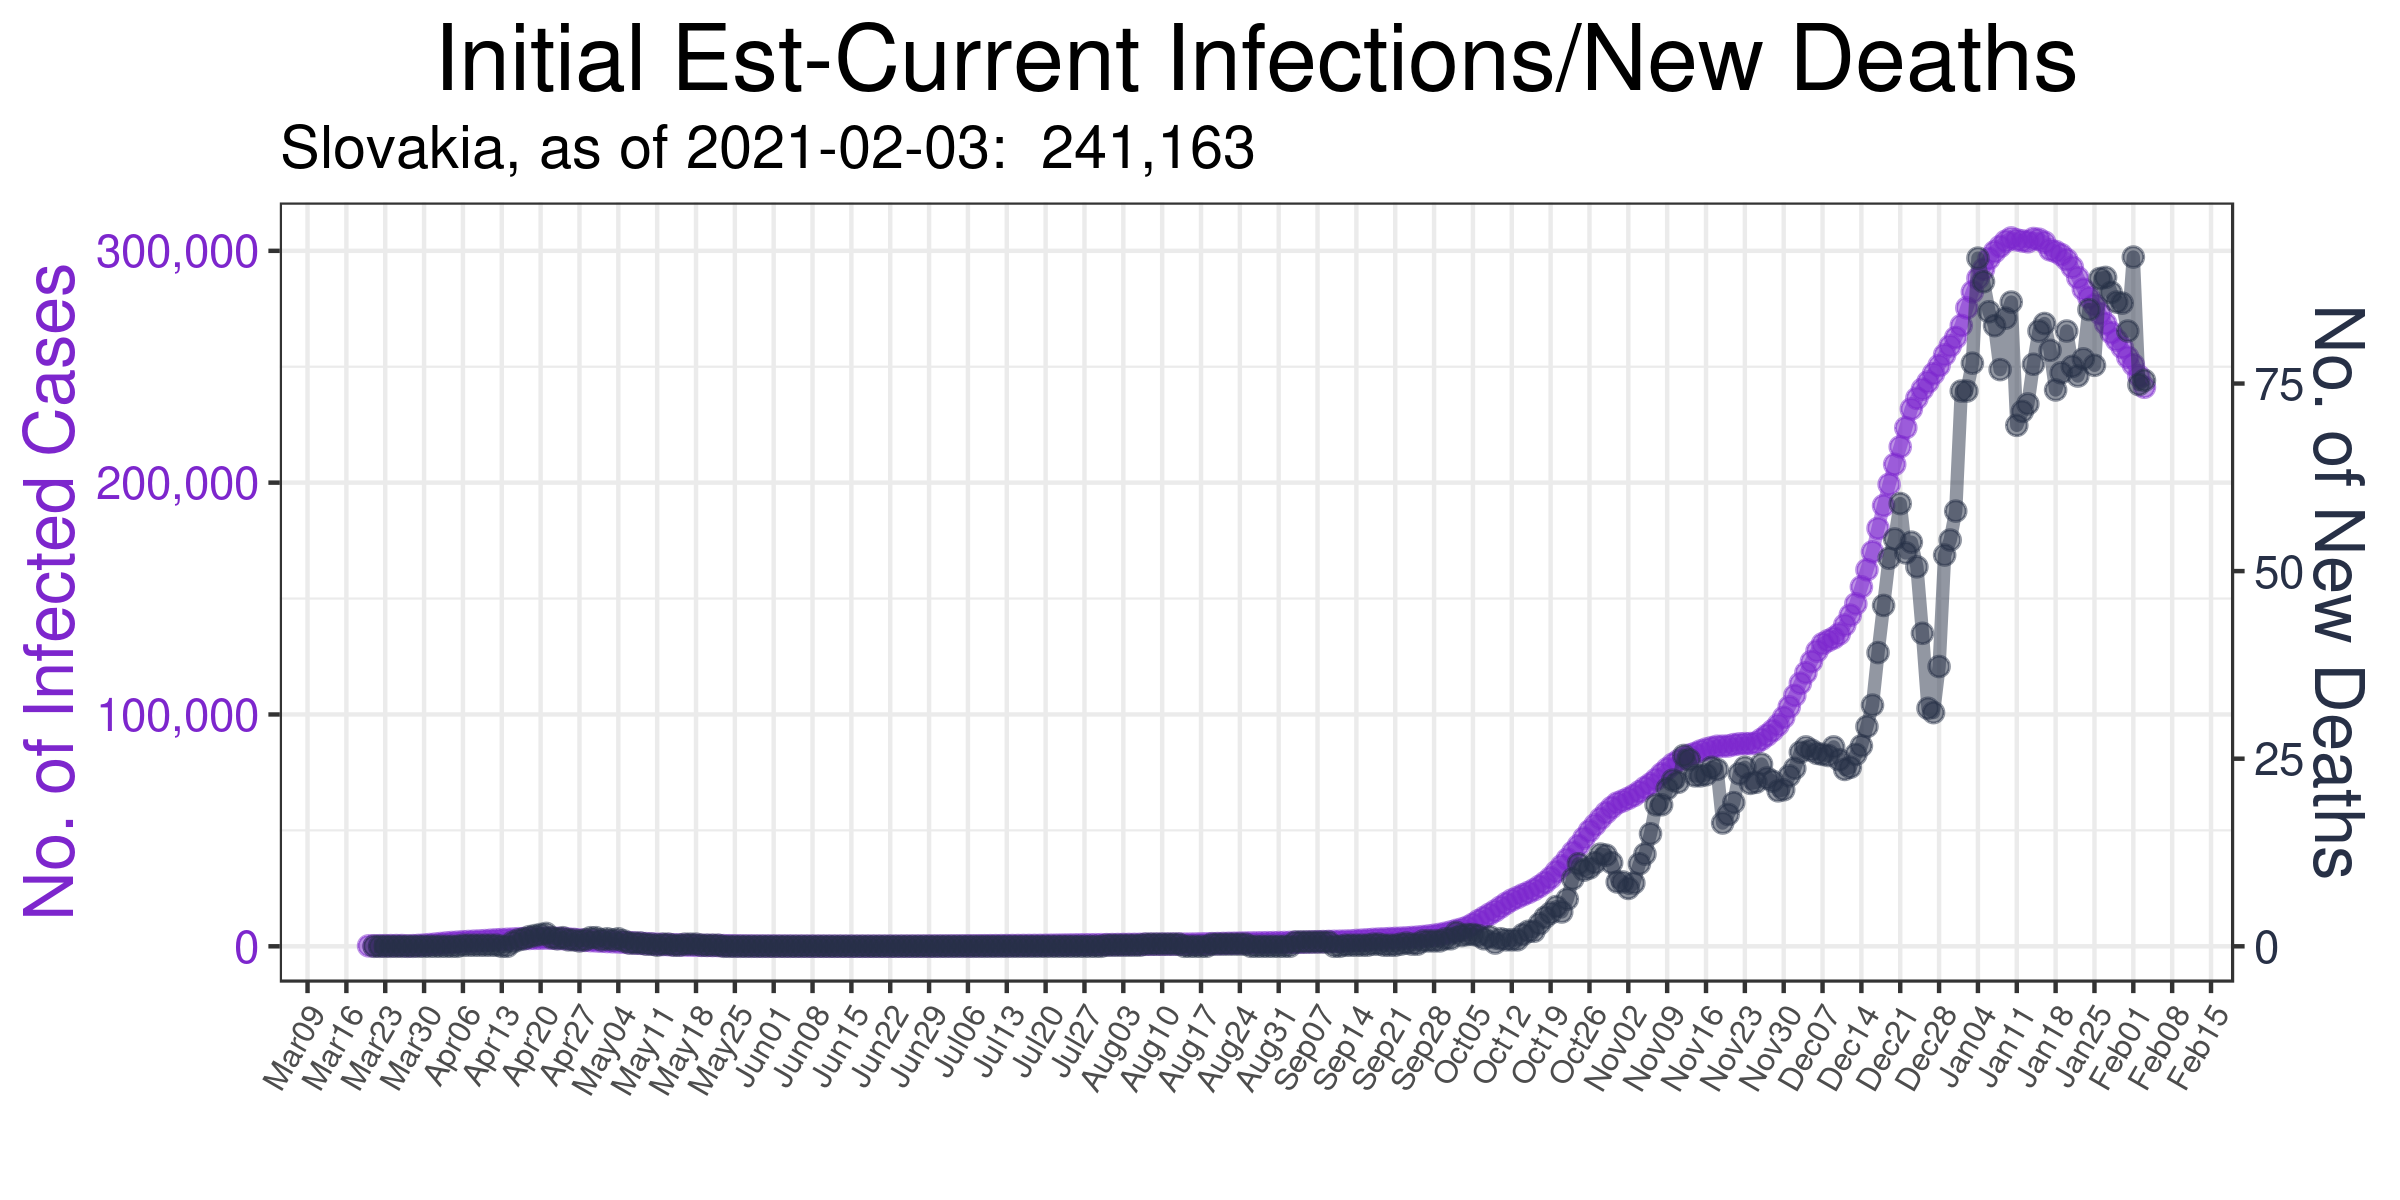 Initial Est-Current Infections/New Deaths
Slovakia, as of 2021-02-03:  241,163
No. of Infected Cases
300,000
200,000
100,000
0
75
50
25
0
No. of New Deaths
Mar09
Mar16
Mar23
Mar30
Apr06
Apr13
Apr20
Apr27
May04
May11
May18
May25
Jun01
Jun08
Jun15
Jun22
Jun29
Jul06
Jul13
Jul20
Jul27
Aug03
Aug10
Aug17
Aug24
Aug31
Sep07
Sep14
Sep21
Sep28
Oct05
Oct12
Oct19
Oct26
Nov02
Nov09
Nov16
Nov23
Nov30
Dec07
Dec14
Dec21
Dec28
Jan04
Jan11
Jan18
Jan25
Feb01
Feb08
Feb15